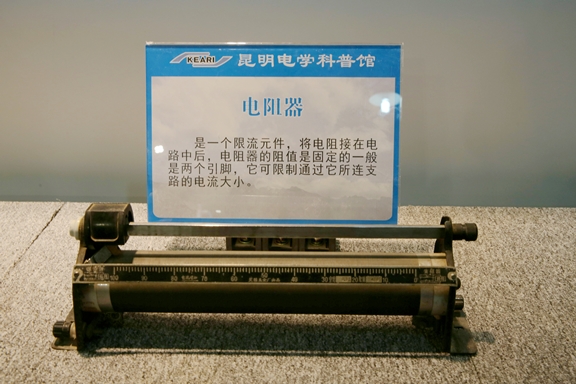 KEARI 昆明电学科普馆
电阻器
是一个限流元件，将电阻接在电
路中后，电阻器的阻值是固定的一般
是两个引脚，它可限制通过它所连支
路的电流大小。